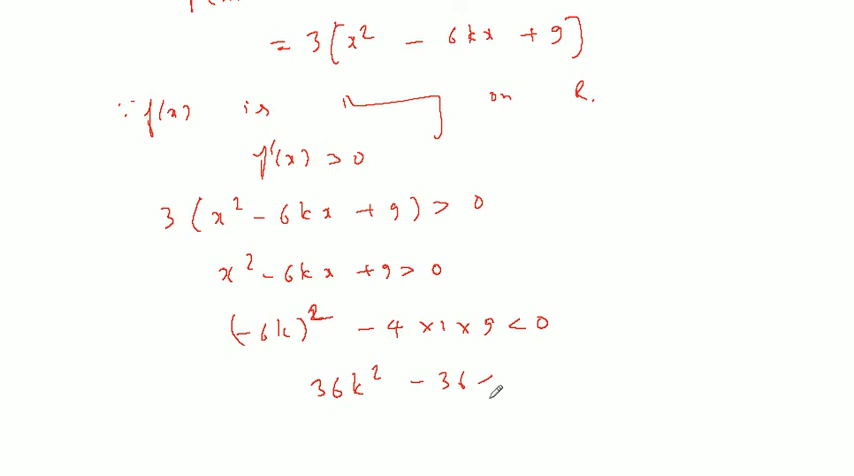 = 3[x² - 6kx + 9]
∵ f(x) is on R.
f'(x) > 0
3(x² - 6kx + 9) > 0
x² - 6kx + 9 > 0
(-6k)² - 4 × 1 × 9 < 0
36k² - 36 <